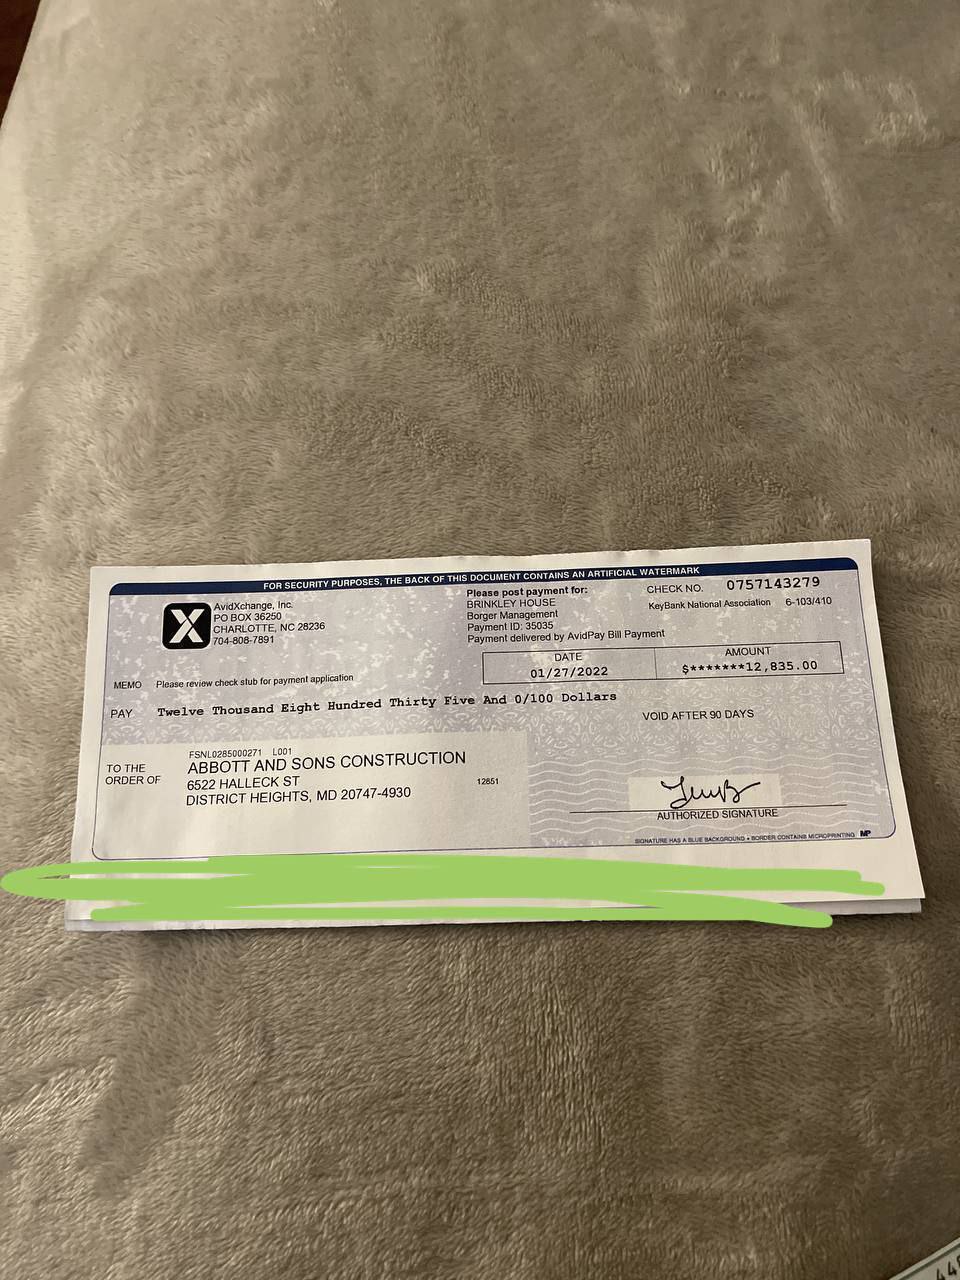 FOR SECURITY PURPOSES, THE BACK OF THIS DOCUMENT CONTAINS AN ARTIFICIAL WATERMARK
X
AvidXchange, Inc.
PO BOX 36250
CHARLOTTE, NC 28236
704-808-7891
Please post payment for:
BRINKLEY HOUSE
Borger Management
Payment ID: 35035
Payment delivered by AvidPay Bill Payment
CHECK NO. 0757143279
KeyBank National Association 6-103/410
DATE
01/27/2022
AMOUNT
$*******12,835.00
MEMO Please review check stub for payment application
PAY Twelve Thousand Eight Hundred Thirty Five And 0/100 Dollars
VOID AFTER 90 DAYS
TO THE
ORDER OF
FSNL0285000271 L001
ABBOTT AND SONS CONSTRUCTION
6522 HALLECK ST
DISTRICT HEIGHTS, MD 20747-4930
12851
AUTHORIZED SIGNATURE
SIGNATURE HAS A BLUE BACKGROUND • BORDER CONTAINS MICROPRINTING MP